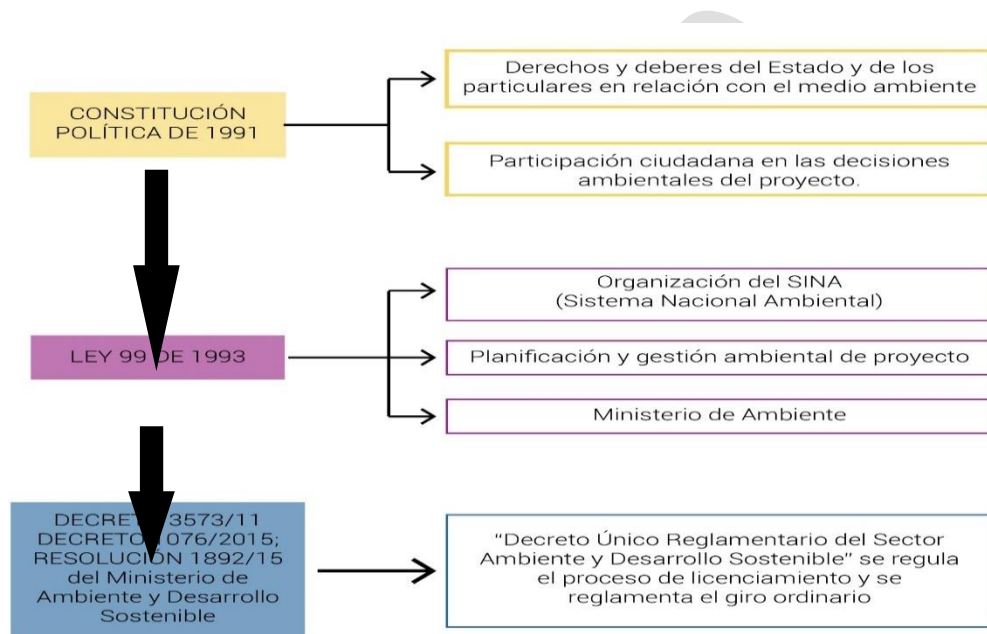 CONSTITUCIÓN
POLÍTICA DE 1991
Derechos y deberes del Estado y de los
particulares en relación con el medio ambiente
Participación ciudadana en las decisiones
ambientales del proyecto.
LEY 99 DE 1993
Organización del SINA
(Sistema Nacional Ambiental)
Planificación y gestión ambiental de proyecto
Ministerio de Ambiente
DECRETO 3573/11
DECRETO 1076/2015;
RESOLUCIÓN 1892/15
del Ministerio de
Ambiente y Desarrollo
Sostenible
“Decreto Único Reglamentario del Sector
Ambiente y Desarrollo Sostenible” se regula
el proceso de licenciamiento y se
reglamenta el giro ordinario